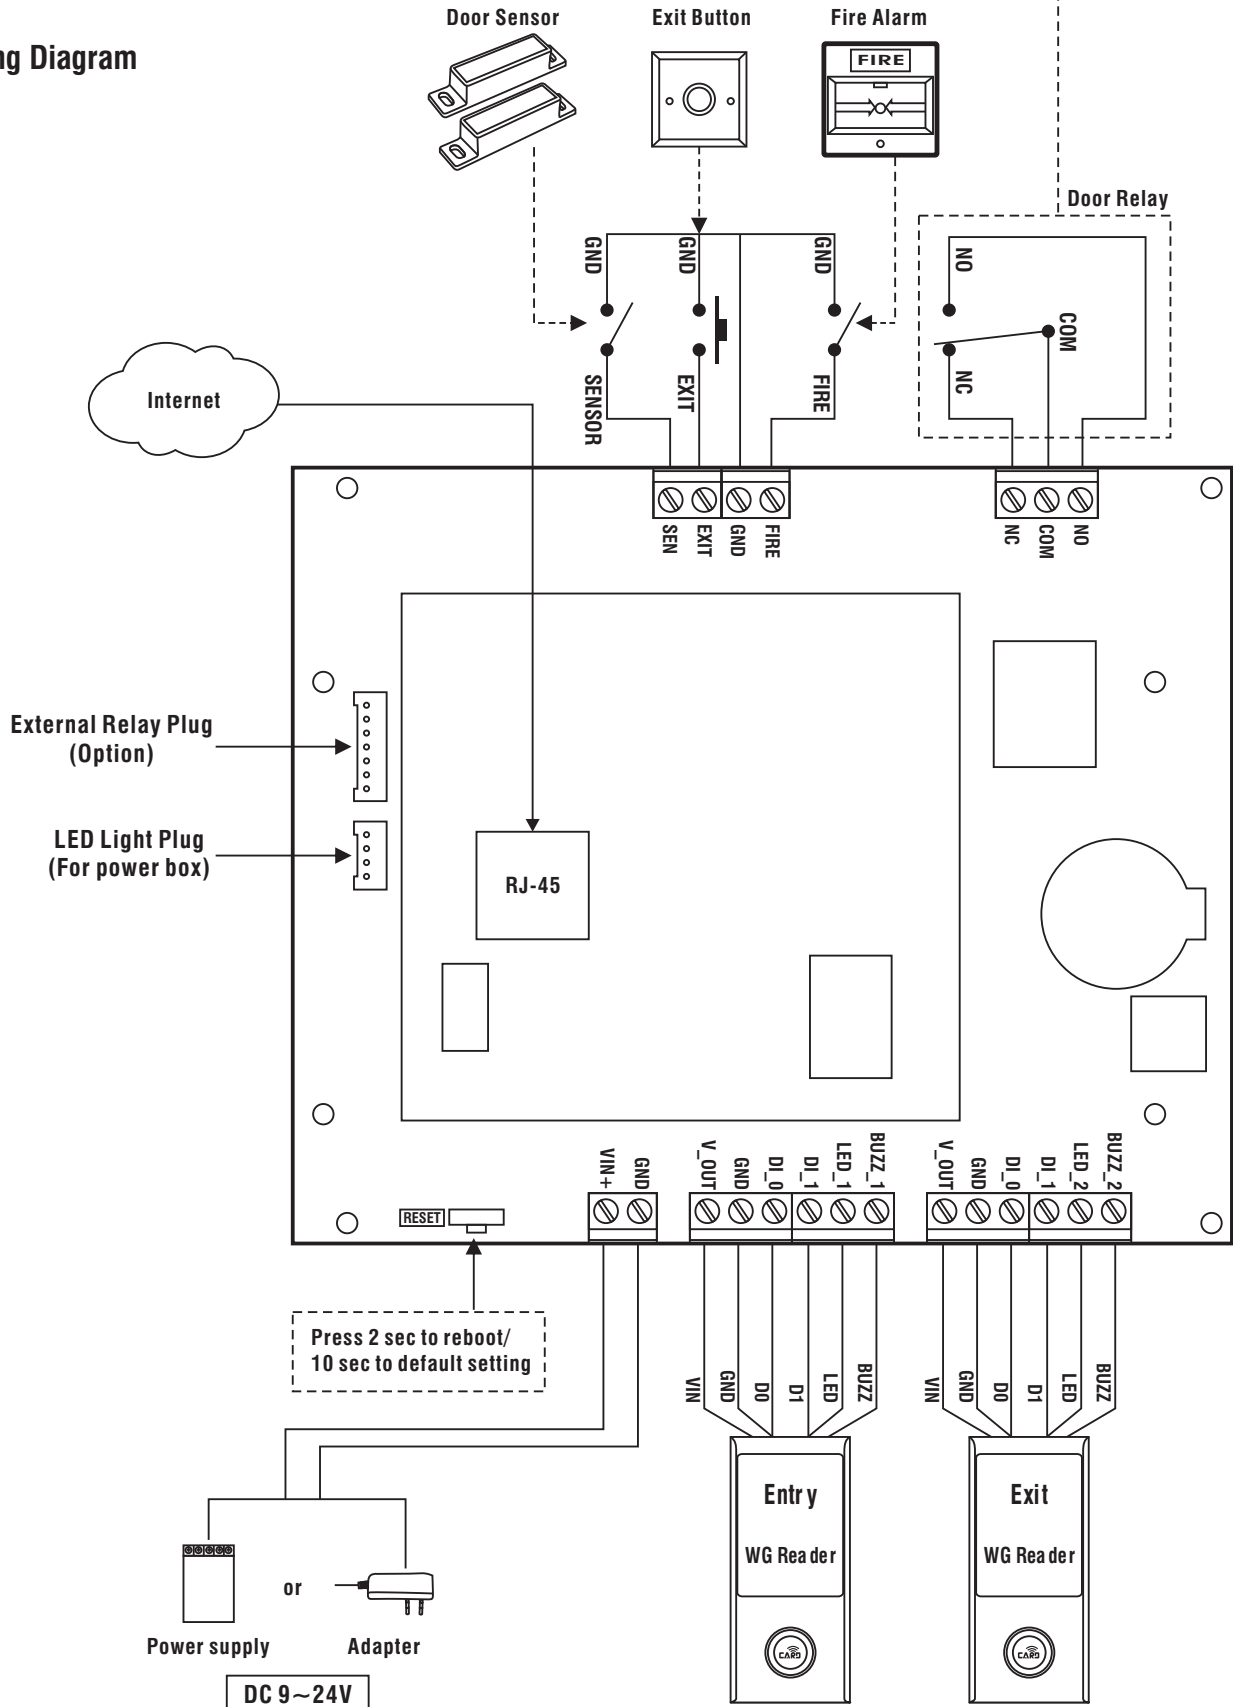 Door Sensor
Exit Button
Fire Alarm
ng Diagram
FIRE
Door Relay
GND
GND
GND
NO
COM
SENSOR
EXIT
FIRE
NC
Internet
SEN
EXIT
GND
FIRE
NC
COM
NO
External Relay Plug
(Option)
LED Light Plug
(For power box)
RJ-45
VIN+
GND
V_OUT
GND
DI_0
DI_1
LED_1
BUZZ_1
V_OUT
GND
DI_0
DI_1
LED_2
BUZZ_2
RESET
Press 2 sec to reboot/
10 sec to default setting
VIN
GND
D0
D1
LED
BUZZ
VIN
GND
D0
D1
LED
BUZZ
Entry
WG Reader
CARD
Exit
WG Reader
CARD
or
Power supply
Adapter
DC 9~24V